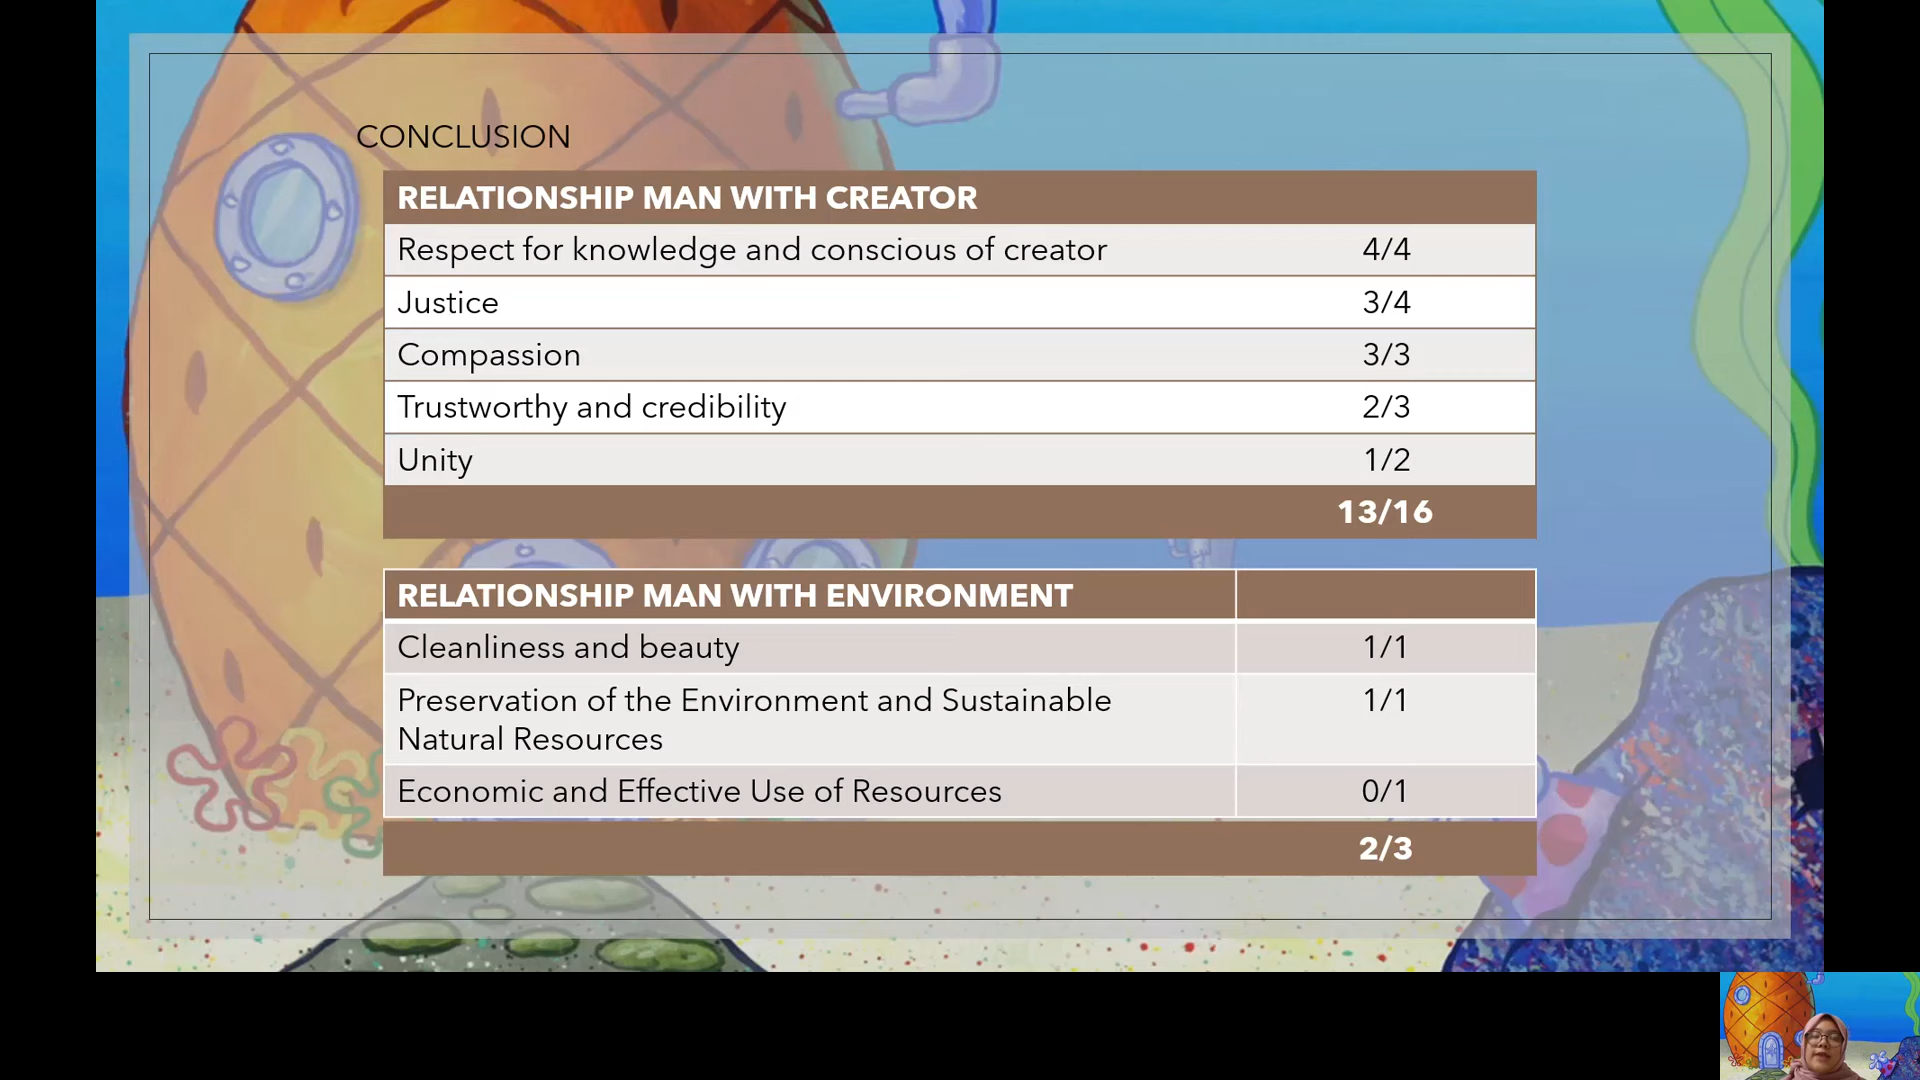 CONCLUSION
RELATIONSHIP MAN WITH CREATOR
Respect for knowledge and conscious of creator 4/4
Justice 3/4
Compassion 3/3
Trustworthy and credibility 2/3
Unity 1/2
13/16
RELATIONSHIP MAN WITH ENVIRONMENT
Cleanliness and beauty 1/1
Preservation of the Environment and Sustainable 1/1
Natural Resources
Economic and Effective Use of Resources 0/1
2/3